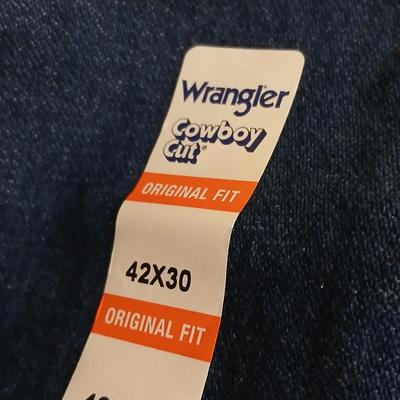 Wrangler
Cowboy
Cut®
ORIGINAL FIT
42X30
ORIGINAL FIT